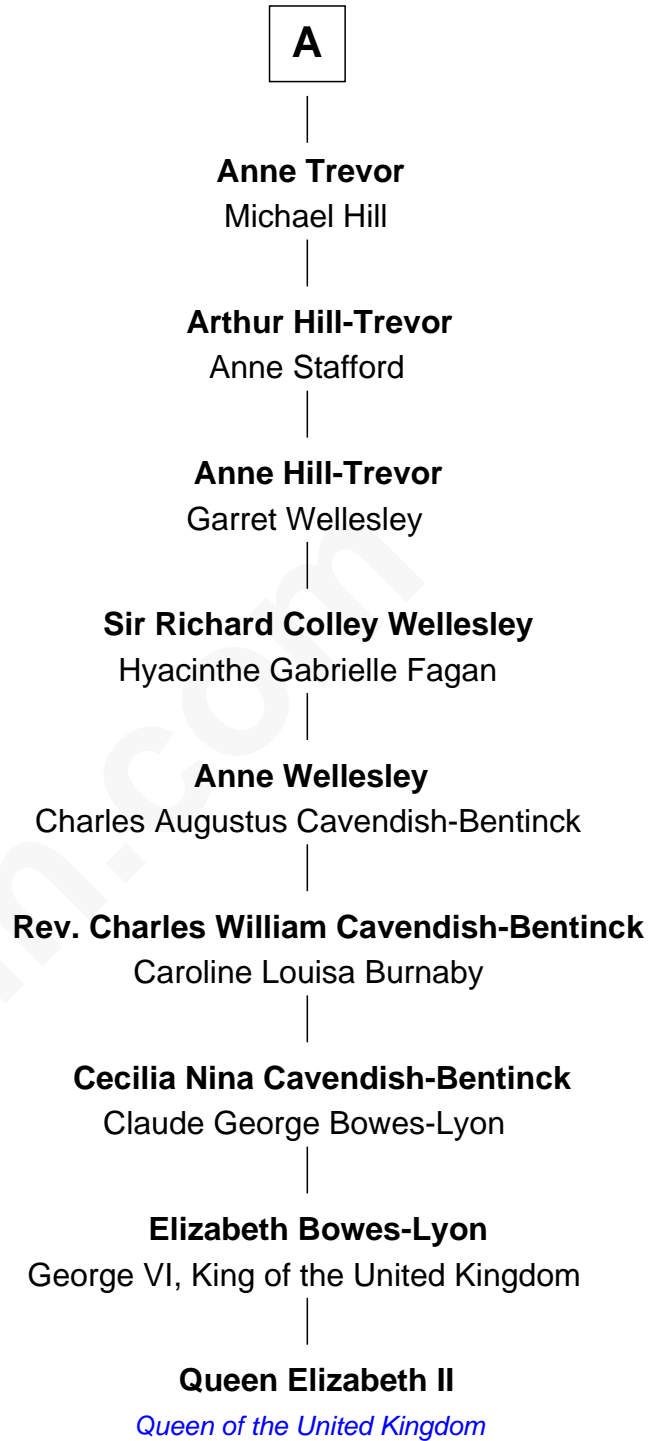 A
Anne Trevor
Michael Hill
Arthur Hill-Trevor
Anne Stafford
Anne Hill-Trevor
Garret Wellesley
Sir Richard Colley Wellesley
Hyacinthe Gabrielle Fagan
Anne Wellesley
Charles Augustus Cavendish-Bentinck
Rev. Charles William Cavendish-Bentinck
Caroline Louisa Burnaby
Cecilia Nina Cavendish-Bentinck
Claude George Bowes-Lyon
Elizabeth Bowes-Lyon
George VI, King of the United Kingdom
Queen Elizabeth II
Queen of the United Kingdom
m.com